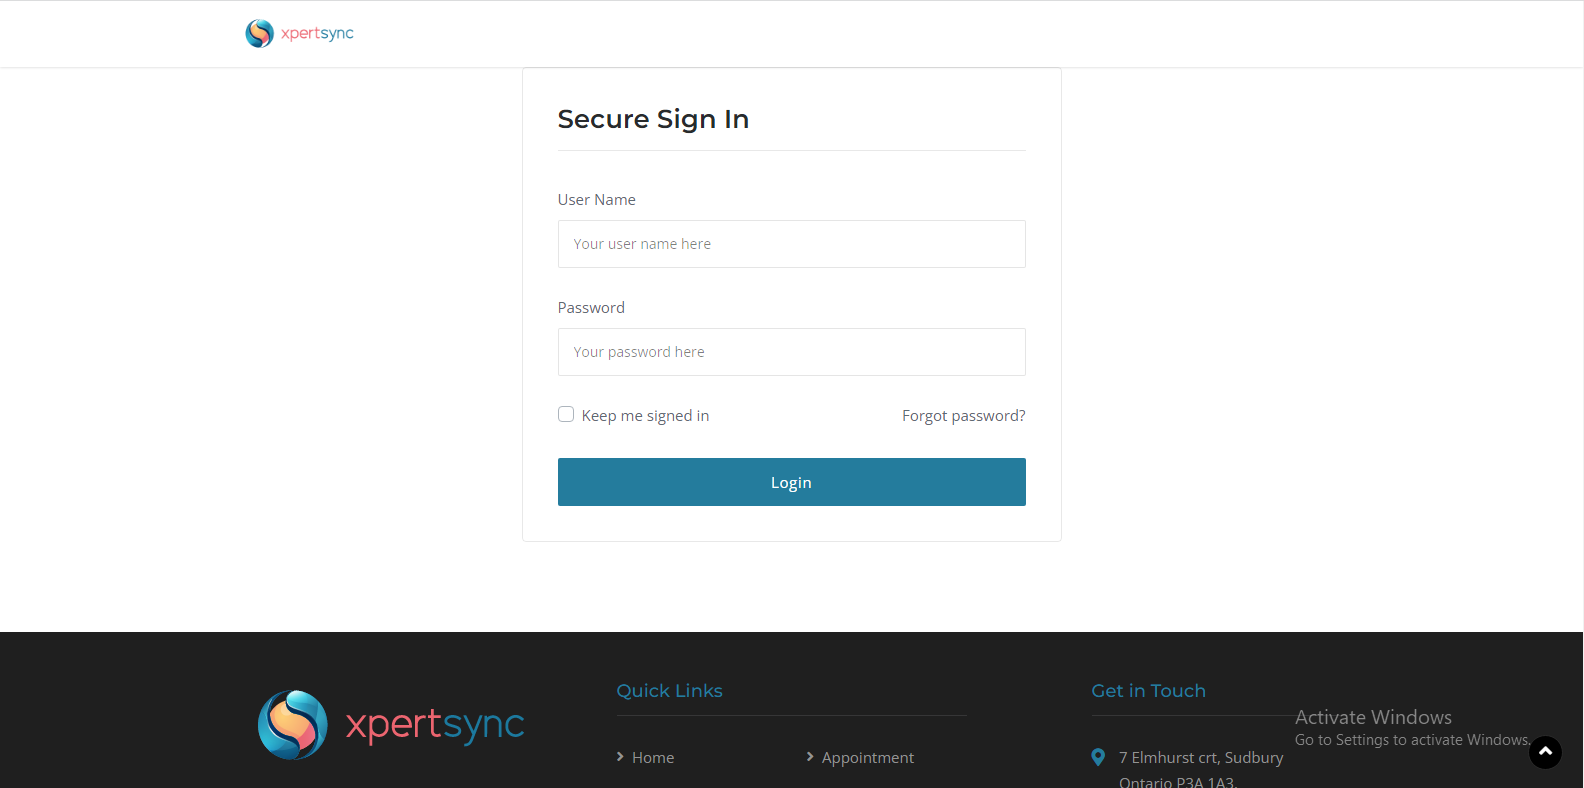 xpertsync
Secure Sign In
User Name
Your user name here
Password
Your password here
Keep me signed in
Forgot password?
Login
xpertsync
Quick Links
Home
Appointment
Get in Touch
7 Elmhurst crt, Sudbury
Ontario P3A 1A3.
Activate Windows
Go to Settings to activate Windows.